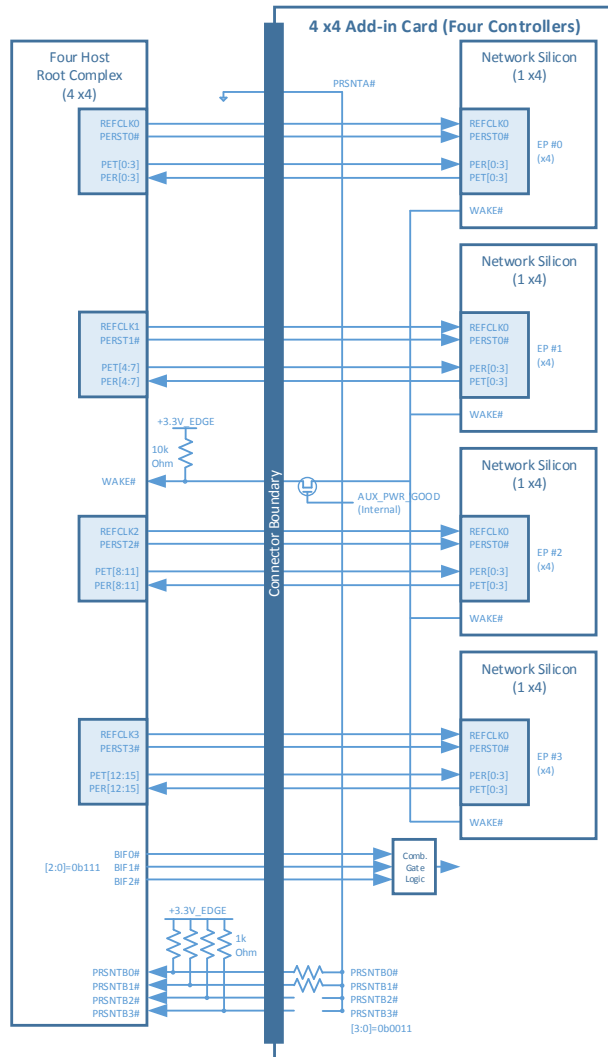 4 x4 Add-in Card (Four Controllers)
Four Host
Root Complex
(4 x4)
Network Silicon
(1 x4)
PRSNTA#
REFCLK0
PERST0#
PET[0:3]
PER[0:3]
REFCLK0
PERST0#
PER[0:3]
PET[0:3]
EP #0
(x4)
WAKE#
Network Silicon
(1 x4)
REFCLK1
PERST1#
PET[4:7]
PER[4:7]
REFCLK0
PERST0#
PER[0:3]
PET[0:3]
EP #1
(x4)
WAKE#
+3.3V_EDGE
10k
Ohm
WAKE#
Connector Boundary
AUX_PWR_GOOD
(Internal)
Network Silicon
(1 x4)
REFCLK2
PERST2#
PET[8:11]
PER[8:11]
REFCLK0
PERST0#
PER[0:3]
PET[0:3]
EP #2
(x4)
WAKE#
Network Silicon
(1 x4)
REFCLK3
PERST3#
PET[12:15]
PER[12:15]
REFCLK0
PERST0#
PER[0:3]
PET[0:3]
EP #3
(x4)
WAKE#
BIF0#
[2:0]=0b111 BIF1#
BIF2#
Comb.
Gate
Logic
+3.3V_EDGE
1k
Ohm
PRSNTB0#
PRSNTB1#
PRSNTB2#
PRSNTB3#
PRSNTB0#
PRSNTB1#
PRSNTB2#
PRSNTB3#
[3:0]=0b0011